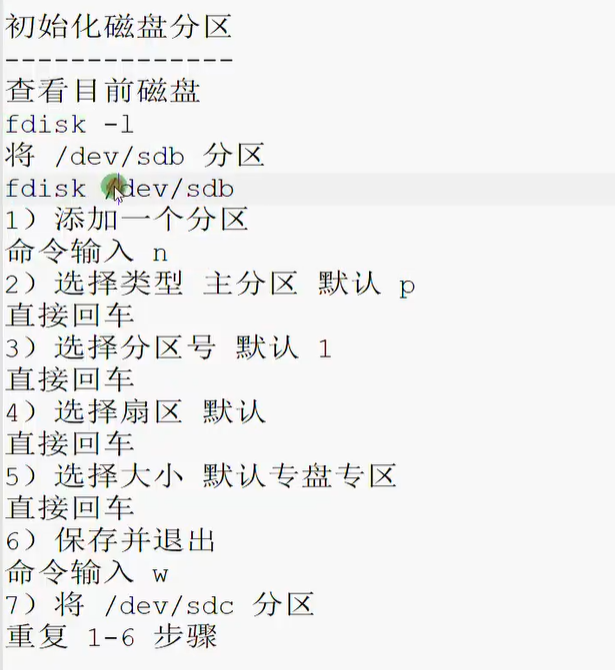 初始化磁盘分区
--------------
查看目前磁盘
fdisk -l
将 /dev/sdb 分区
fdisk /dev/sdb
1) 添加一个分区
命令输入 n
2) 选择类型 主分区 默认 p
直接回车
3) 选择分区号 默认 1
直接回车
4) 选择扇区 默认
直接回车
5) 选择大小 默认专盘专区
直接回车
6) 保存并退出
命令输入 w
7) 将 /dev/sdc 分区
重复 1-6 步骤